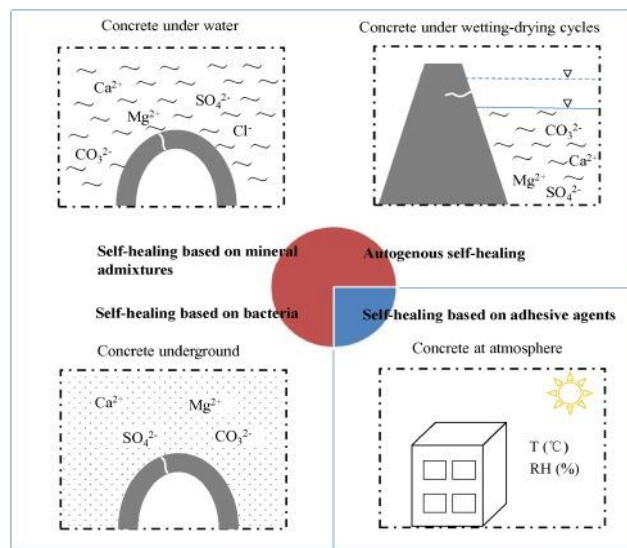 Concrete under water
Ca²⁺
SO₄²⁻
Mg²⁺
Cl⁻
CO₃²⁻
Concrete under wetting-drying cycles
CO₃²⁻
Ca²⁺
Mg²⁺
SO₄²⁻
Self-healing based on mineral
admixtures
Autogenous self-healing
Self-healing based on bacteria
Self-healing based on adhesive agents
Concrete underground
Ca²⁺
Mg²⁺
SO₄²⁻
CO₃²⁻
Concrete at atmosphere
T (℃)
RH (%)